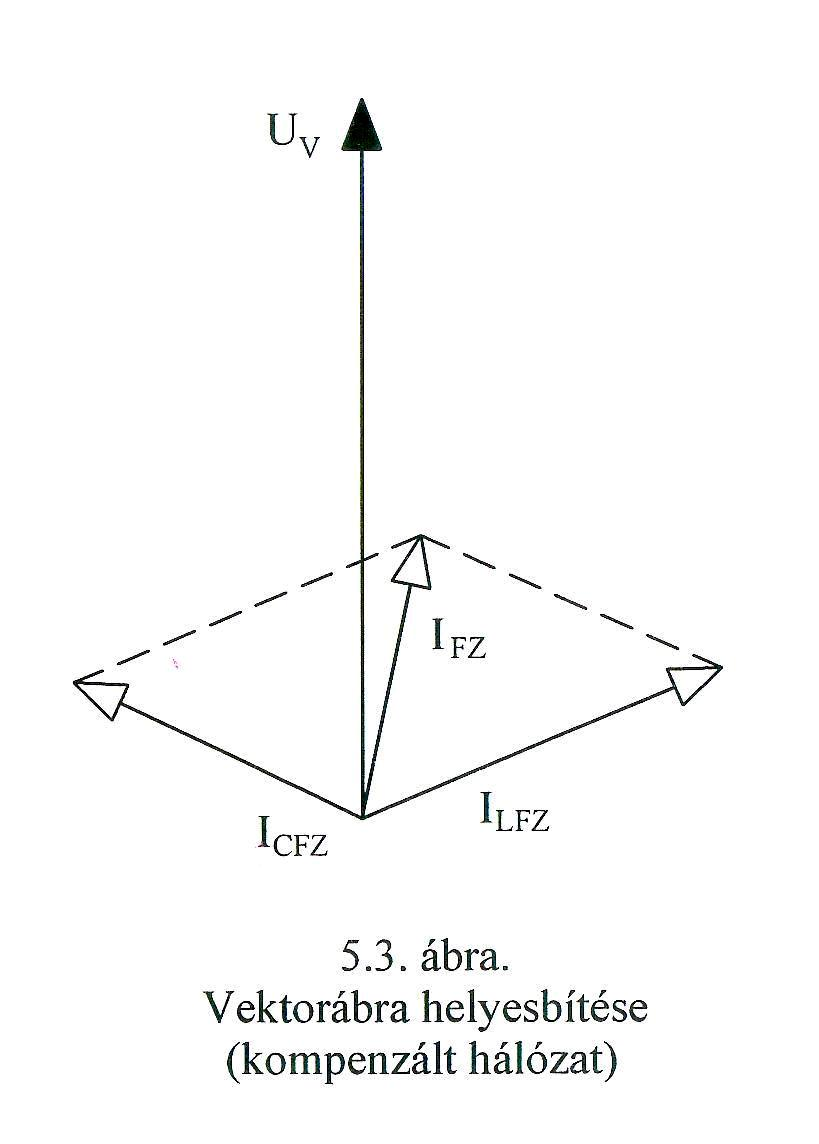 U_V
I_FZ
I_CFZ
I_LFZ
5.3. ábra.
Vektorábra helyesbítése
(kompenzált hálózat)